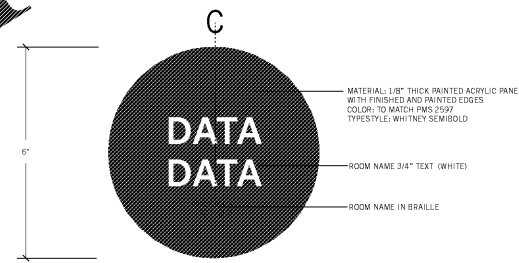 C
MATERIAL: 1/8" THICK PAINTED ACRYLIC PANE
WITH FINISHED AND PAINTED EDGES
COLOR: TO MATCH PMS 2597
TYPESTYLE: WHITNEY SEMIBOLD
6"
DATA
DATA
ROOM NAME 3/4" TEXT (WHITE)
ROOM NAME IN BRAILLE